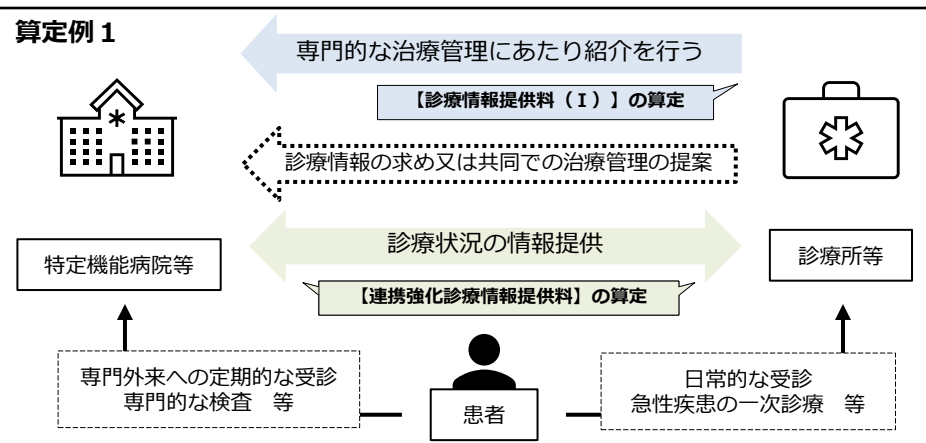 算定例１
専門的な治療管理にあたり紹介を行う
【診療情報提供料（Ⅰ）】の算定
診療情報の求め又は共同での治療管理の提案
診療状況の情報提供
特定機能病院等
診療所等
【連携強化診療情報提供料】の算定
専門外来への定期的な受診
専門的な検査　等
日常的な受診
急性疾患の一次診療　等
患者